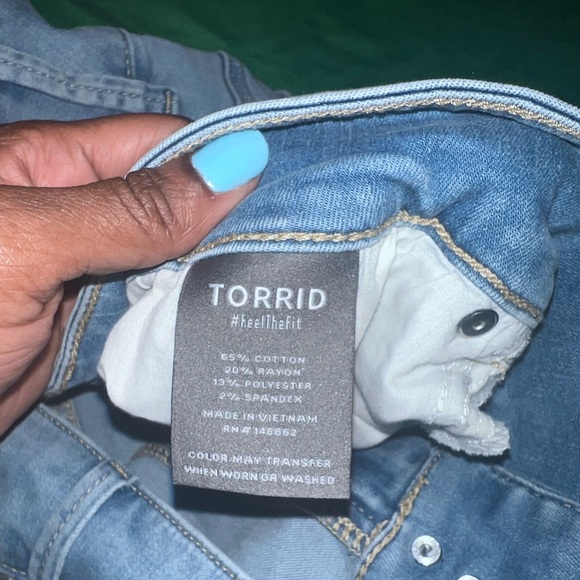 TORRID
#FeelTheFit
65% COTTON
20% RAYON
13% POLYESTER
2% SPANDEX
MADE IN VIETNAM
RN# 148662
COLOR MAY TRANSFER
WHEN WORN OR WASHED